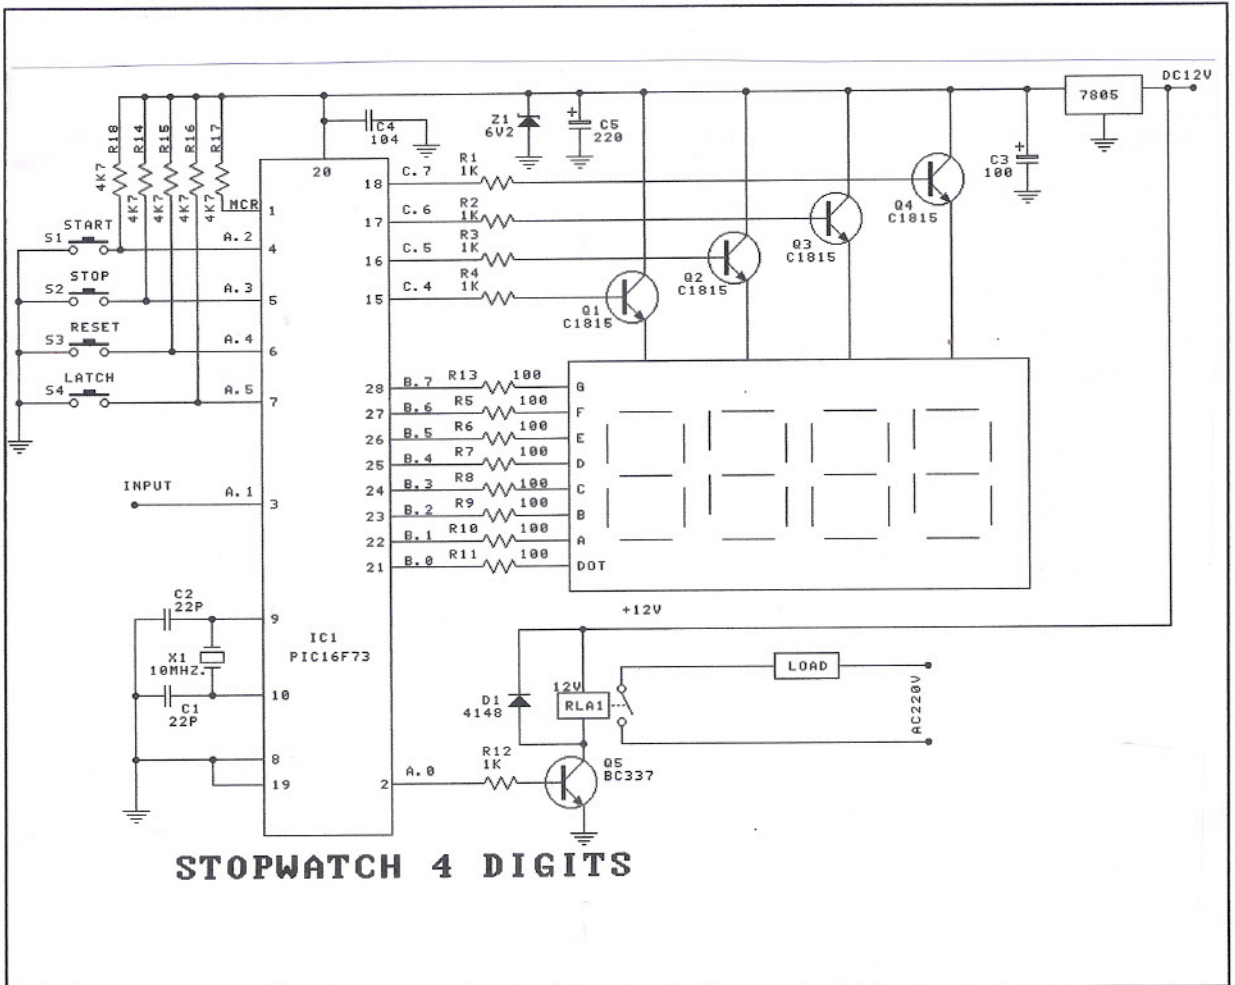 DC12V
7805
R18
R14
R15
R16
R17
4K7
4K7
4K7
4K7
4K7
C4
104
Z1
6V2
C5
220
C3
100
20
MCR 1
START
S1
A.2 4
STOP
S2
A.3 5
RESET
S3
A.4 6
LATCH
S4
A.5 7
INPUT
A.1 3
18 C.7 R1 1K
17 C.6 R2 1K
16 C.5 R3 1K
15 C.4 R4 1K
Q4
C1815
Q3
C1815
Q2
C1815
Q1
C1815
28 B.7 R13 100 G
27 B.6 R5 100 F
26 B.5 R6 100 E
25 B.4 R7 100 D
24 B.3 R8 100 C
23 B.2 R9 100 B
22 B.1 R10 100 A
21 B.0 R11 100 DOT
C2
22P
9
X1
10MHZ.
10
C1
22P
8
19
IC1
PIC16F73
+12V
12V
RLA1
D1
4148
LOAD
AC220V
2 A.0 R12 1K
Q5
BC337
STOPWATCH 4 DIGITS